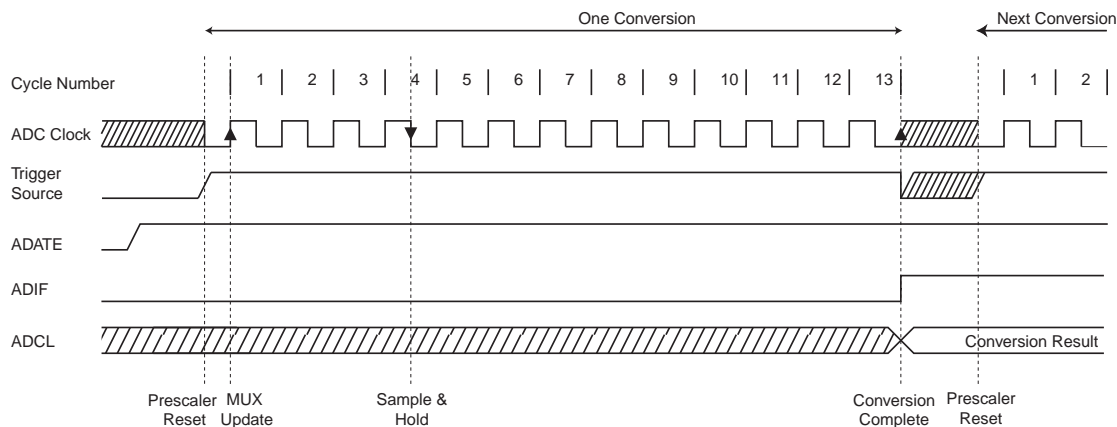 One Conversion Next Conversion
Cycle Number 1 2 3 4 5 6 7 8 9 10 11 12 13 1 2
ADC Clock
Trigger
Source
ADATE
ADIF
ADCL Conversion Result
Prescaler MUX Sample & Conversion Prescaler
Reset Update Hold Complete Reset